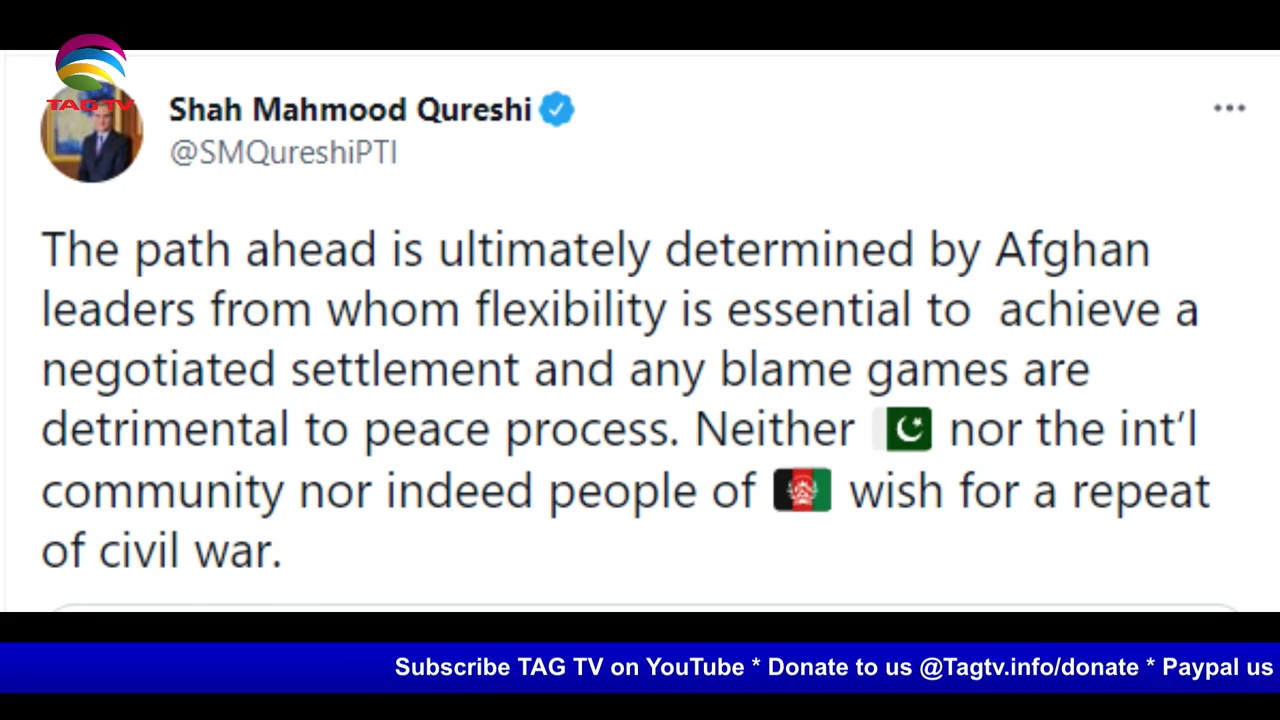 TAG TV
Shah Mahmood Qureshi
@SMQureshiPTI
The path ahead is ultimately determined by Afghan
leaders from whom flexibility is essential to achieve a
negotiated settlement and any blame games are
detrimental to peace process. Neither 🇵🇰 nor the int’l
community nor indeed people of 🇦🇫 wish for a repeat
of civil war.
Subscribe TAG TV on YouTube * Donate to us @Tagtv.info/donate * Paypal us